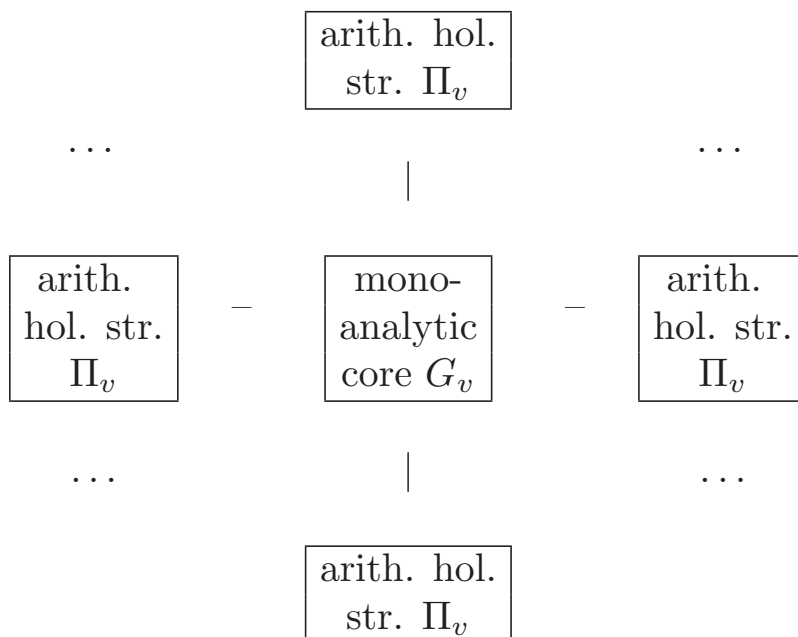 arith. hol.
str. Π_v
... ...
|
arith.
hol. str.
Π_v
–
mono-
analytic
core G_v
–
arith.
hol. str.
Π_v
... | ...
arith. hol.
str. Π_v